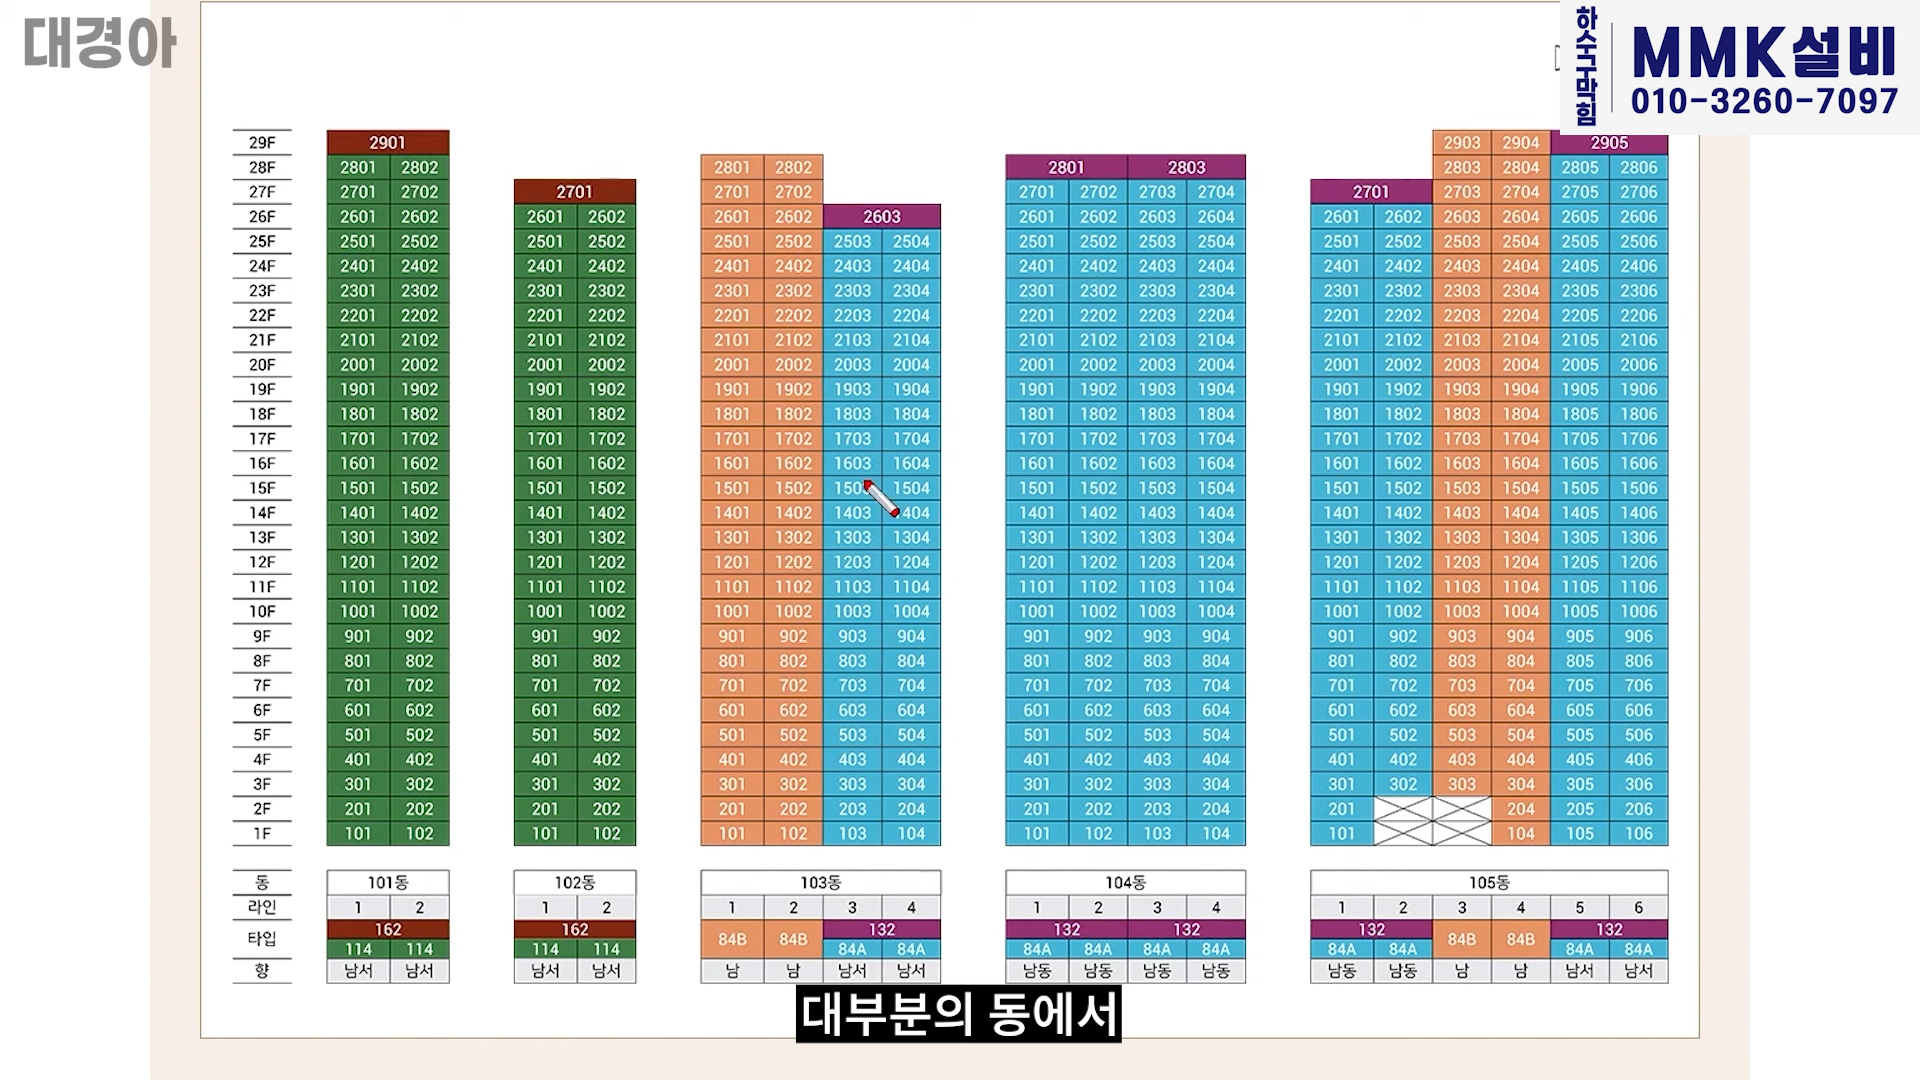 대경아
하수구막힘
MMK설비
010-3260-7097
29F 2901 2903 2904 2905
28F 2801 2802 2801 2802 2801 2803 2803 2804 2805 2806
27F 2701 2702 2701 2701 2702 2701 2702 2703 2704 2701 2703 2704 2705 2706
26F 2601 2602 2601 2602 2601 2602 2603 2601 2602 2603 2604 2601 2602 2603 2604 2605 2606
25F 2501 2502 2501 2502 2501 2502 2503 2504 2501 2502 2503 2504 2501 2502 2503 2504 2505 2506
24F 2401 2402 2401 2402 2401 2402 2403 2404 2401 2402 2403 2404 2401 2402 2403 2404 2405 2406
23F 2301 2302 2301 2302 2301 2302 2303 2304 2301 2302 2303 2304 2301 2302 2303 2304 2305 2306
22F 2201 2202 2201 2202 2201 2202 2203 2204 2201 2202 2203 2204 2201 2202 2203 2204 2205 2206
21F 2101 2102 2101 2102 2101 2102 2103 2104 2101 2102 2103 2104 2101 2102 2103 2104 2105 2106
20F 2001 2002 2001 2002 2001 2002 2003 2004 2001 2002 2003 2004 2001 2002 2003 2004 2005 2006
19F 1901 1902 1901 1902 1901 1902 1903 1904 1901 1902 1903 1904 1901 1902 1903 1904 1905 1906
18F 1801 1802 1801 1802 1801 1802 1803 1804 1801 1802 1803 1804 1801 1802 1803 1804 1805 1806
17F 1701 1702 1701 1702 1701 1702 1703 1704 1701 1702 1703 1704 1701 1702 1703 1704 1705 1706
16F 1601 1602 1601 1602 1601 1602 1603 1604 1601 1602 1603 1604 1601 1602 1603 1604 1605 1606
15F 1501 1502 1501 1502 1501 1502 1504 1501 1502 1503 1504 1501 1502 1503 1504 1505 1506
14F 1401 1402 1401 1402 1401 1402 1403 1401 1402 1403 1404 1401 1402 1403 1404 1405 1406
13F 1301 1302 1301 1302 1301 1302 1303 1304 1301 1302 1303 1304 1301 1302 1303 1304 1305 1306
12F 1201 1202 1201 1202 1201 1202 1203 1204 1201 1202 1203 1204 1201 1202 1203 1204 1205 1206
11F 1101 1102 1101 1102 1101 1102 1103 1104 1101 1102 1103 1104 1101 1102 1103 1104 1105 1106
10F 1001 1002 1001 1002 1001 1002 1003 1004 1001 1002 1003 1004 1001 1002 1003 1004 1005 1006
9F 901 902 901 902 901 902 903 904 901 902 903 904 901 902 903 904 905 906
8F 801 802 801 802 801 802 803 804 801 802 803 804 801 802 803 804 805 806
7F 701 702 701 702 701 702 703 704 701 702 703 704 701 702 703 704 705 706
6F 601 602 601 602 601 602 603 604 601 602 603 604 601 602 603 604 605 606
5F 501 502 501 502 501 502 503 504 501 502 503 504 501 502 503 504 505 506
4F 401 402 401 402 401 402 403 404 401 402 403 404 401 402 403 404 405 406
3F 301 302 301 302 301 302 303 304 301 302 303 304 301 302 303 304 305 306
2F 201 202 201 202 201 202 203 204 201 202 203 204 201 204 205 206
1F 101 102 101 102 101 102 103 104 101 102 103 104 101 104 105 106
동 101동 102동 103동 104동 105동
라인 1 2 1 2 1 2 3 4 1 2 3 4 1 2 3 4 5 6
타입 162 162 84B 84B 132 132 132 132 84B 84B 132
114 114 114 114 84A 84A 84A 84A 84A 84A 84A 84A 84A 84A
향 남서 남서 남서 남서 남 남 남서 남서 남동 남동 남동 남동 남동 남동 남 남 남서 남서
대부분의 동에서